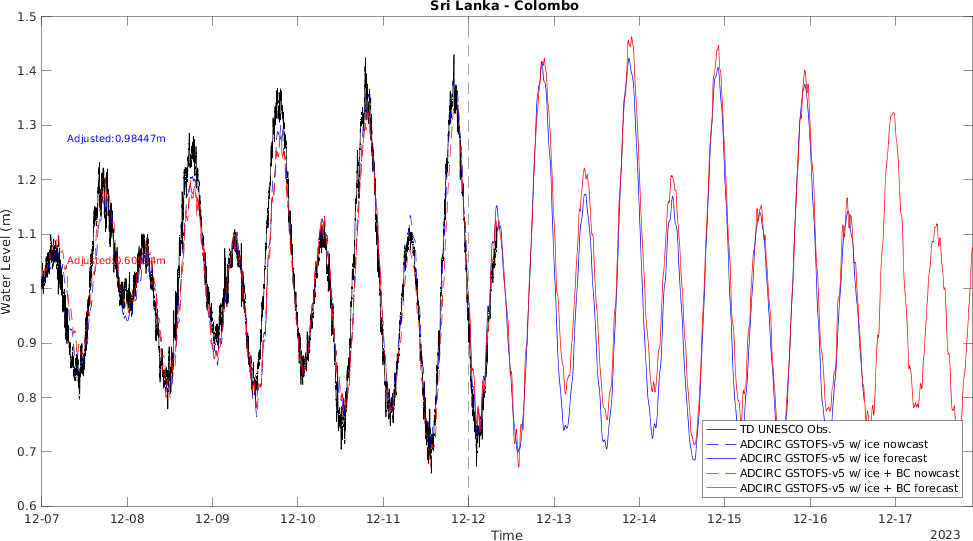 Sri Lanka - Colombo
1.5
1.4
1.3
1.2
1.1
1
0.9
0.8
0.7
0.6
Water Level (m)
Adjusted:0.98447m
TD UNESCO Obs.
ADCIRC GSTOFS-v5 w/ ice nowcast
ADCIRC GSTOFS-v5 w/ ice forecast
ADCIRC GSTOFS-v5 w/ ice + BC nowcast
ADCIRC GSTOFS-v5 w/ ice + BC forecast
12-07 12-08 12-09 12-10 12-11 12-12 12-13 12-14 12-15 12-16 12-17
Time
2023